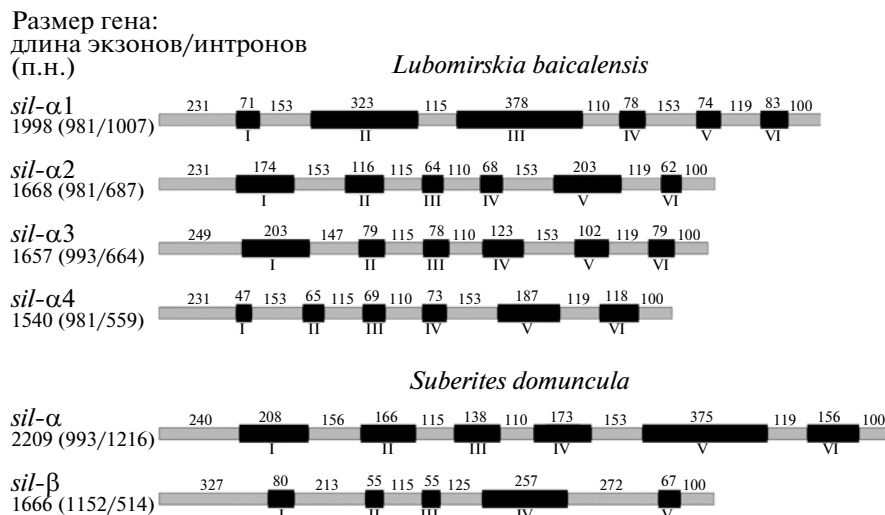 Размер гена:
длина экзонов/интронов
(п.н.)
Lubomirskia baicalensis
sil-α1
1998 (981/1007)
231 71 153 323 115 378 110 78 153 74 119 83 100
I II III IV V VI
sil-α2
1668 (981/687)
231 174 153 116 115 64 110 68 153 203 119 62 100
I II III IV V VI
sil-α3
1657 (993/664)
249 203 147 79 115 78 110 123 153 102 119 79 100
I II III IV V VI
sil-α4
1540 (981/559)
231 47 153 65 115 69 110 73 153 187 119 118 100
I II III IV V VI
Suberites domuncula
sil-α
2209 (993/1216)
240 208 156 166 115 138 110 173 153 375 119 156 100
I II III IV V VI
sil-β
1666 (1152/514)
327 80 213 55 115 55 125 257 272 67 100
I II III IV V